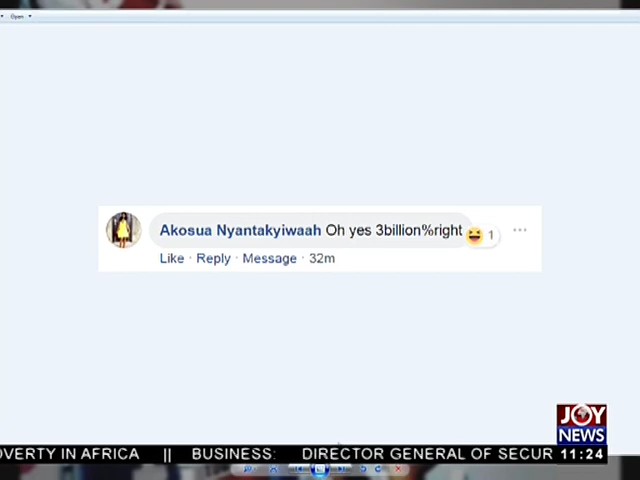 Open
Akosua Nyantakyiwaah Oh yes 3billion%right
1
Like · Reply · Message · 32m
JOY
NEWS
OVERTY IN AFRICA || BUSINESS: DIRECTOR GENERAL OF SECUR
11:24